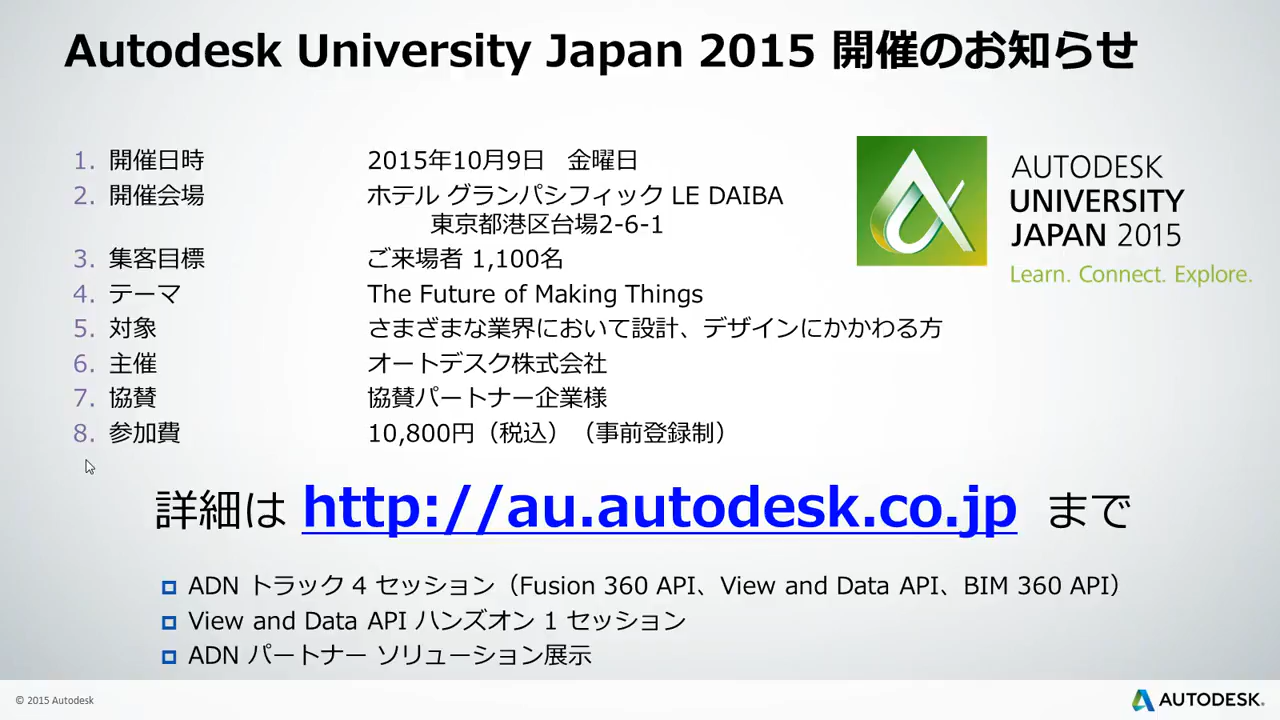 Autodesk University Japan 2015 開催のお知らせ
1. 開催日時 2015年10月9日 金曜日
2. 開催会場 ホテル グランパシフィック LE DAIBA
東京都港区台場2-6-1
3. 集客目標 ご来場者 1,100名
4. テーマ The Future of Making Things
5. 対象 さまざまな業界において設計、デザインにかかわる方
6. 主催 オートデスク株式会社
7. 協賛 協賛パートナー企業様
8. 参加費 10,800円（税込）（事前登録制）
AUTODESK
UNIVERSITY
JAPAN 2015
Learn. Connect. Explore.
詳細は http://au.autodesk.co.jp まで
ADN トラック 4 セッション（Fusion 360 API、View and Data API、BIM 360 API）
View and Data API ハンズオン 1 セッション
ADN パートナー ソリューション展示
© 2015 Autodesk
AUTODESK.